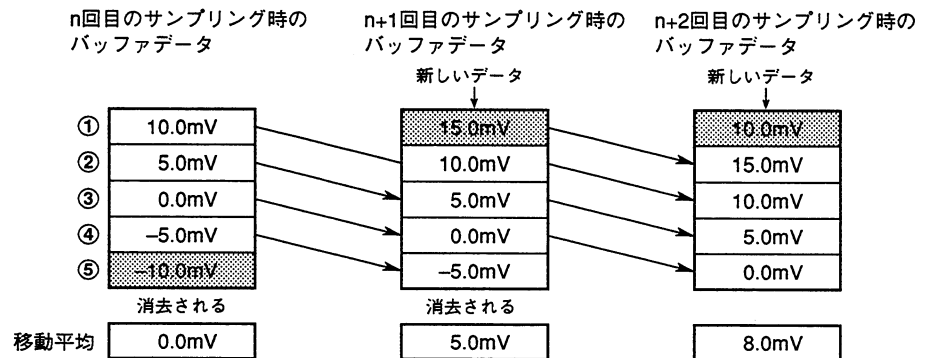 n回目のサンプリング時の
バッファデータ
n+1回目のサンプリング時の
バッファデータ
n+2回目のサンプリング時の
バッファデータ
新しいデータ
新しいデータ
① 10.0mV 15.0mV 10.0mV
② 5.0mV 10.0mV 15.0mV
③ 0.0mV 5.0mV 10.0mV
④ –5.0mV 0.0mV 5.0mV
⑤ –10.0mV –5.0mV 0.0mV
消去される 消去される
移動平均 0.0mV 5.0mV 8.0mV